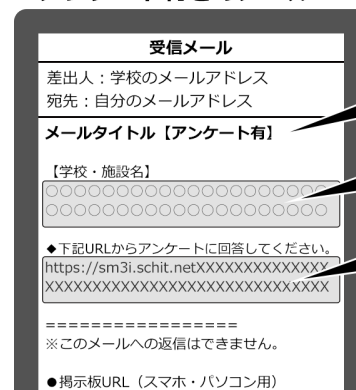 受信メール
差出人：学校のメールアドレス
宛先：自分のメールアドレス
メールタイトル【アンケート有】
【学校・施設名】
○○○○○○○○○○○○○○○○○○○○
○○○○○○○○○○○○○○○○○○○○
◆下記URLからアンケートに回答してください。
https://sm3i.schit.netXXXXXXXXXXXXXX
XXXXXXXXXXXXXXXXXXXXXXXXXXXXXX
=================
※このメールへの返信はできません。
●掲示板URL（スマホ・パソコン用）